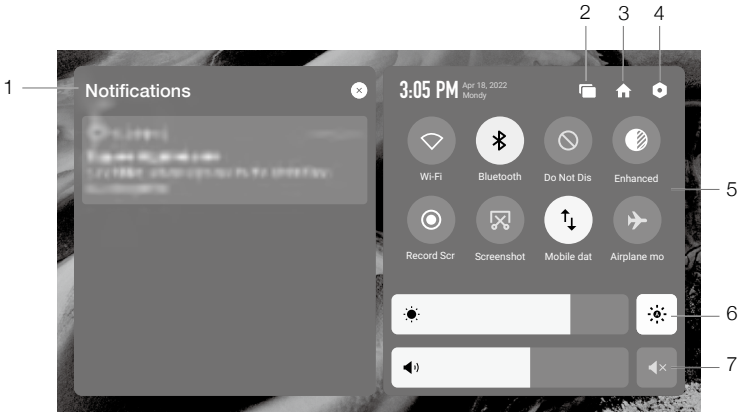 2 3 4
1
Notifications
3:05 PM
Apr 18, 2022
Mondy
Wi-Fi
Bluetooth
Do Not Dis
Enhanced
5
Record Scr
Screenshot
Mobile dat
Airplane mo
A
6
7